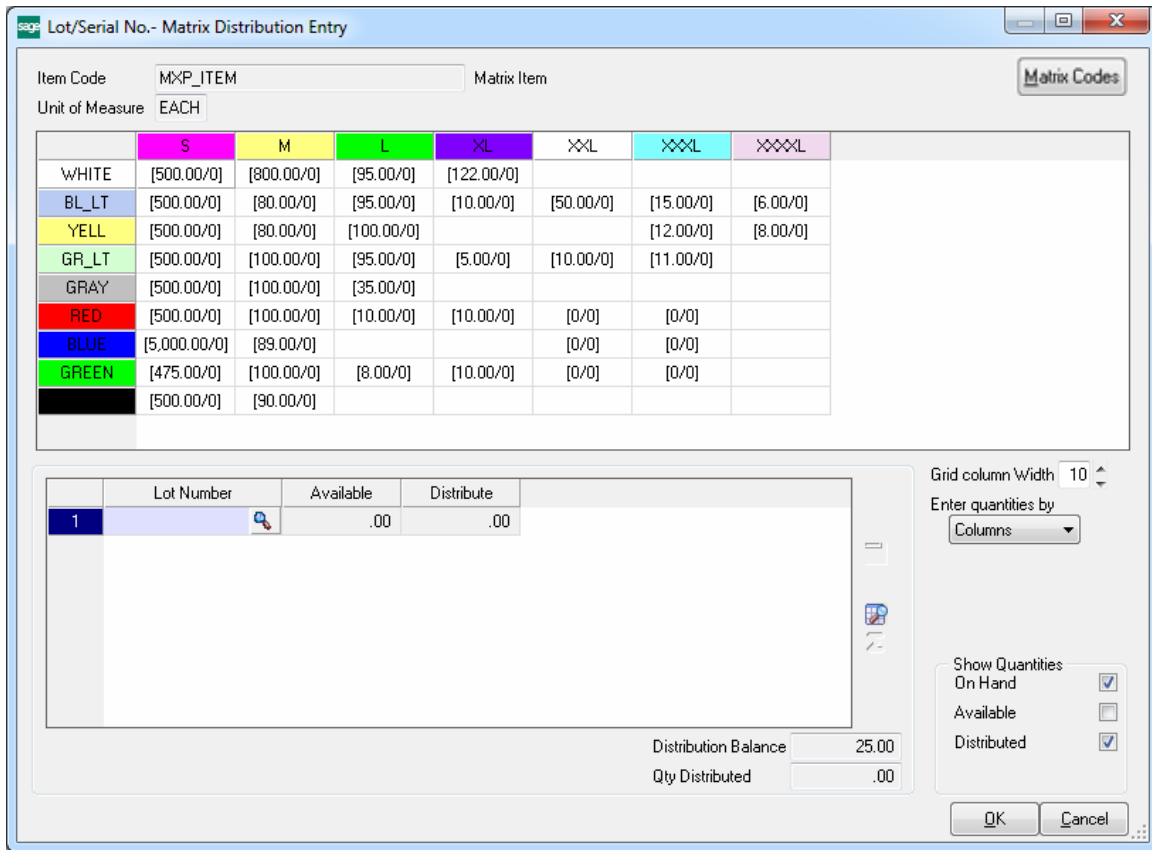 sage Lot/Serial No.- Matrix Distribution Entry
Item Code MXP_ITEM Matrix Item Matrix Codes
Unit of Measure EACH
S M L XL XXL XXXL XXXXL
WHITE [500.00/0] [800.00/0] [95.00/0] [122.00/0]
BL_LT [500.00/0] [80.00/0] [95.00/0] [10.00/0] [50.00/0] [15.00/0] [6.00/0]
YELL [500.00/0] [80.00/0] [100.00/0] [12.00/0] [8.00/0]
GR_LT [500.00/0] [100.00/0] [95.00/0] [5.00/0] [10.00/0] [11.00/0]
GRAY [500.00/0] [100.00/0] [35.00/0]
RED [500.00/0] [100.00/0] [10.00/0] [10.00/0] [0/0] [0/0]
BLUE [5,000.00/0] [89.00/0] [0/0] [0/0]
GREEN [475.00/0] [100.00/0] [8.00/0] [10.00/0] [0/0] [0/0]
[500.00/0] [90.00/0]
Lot Number Available Distribute
1 .00 .00
Grid column Width 10
Enter quantities by
Columns
Show Quantities
On Hand
Available
Distributed
Distribution Balance 25.00
Qty Distributed .00
OK Cancel